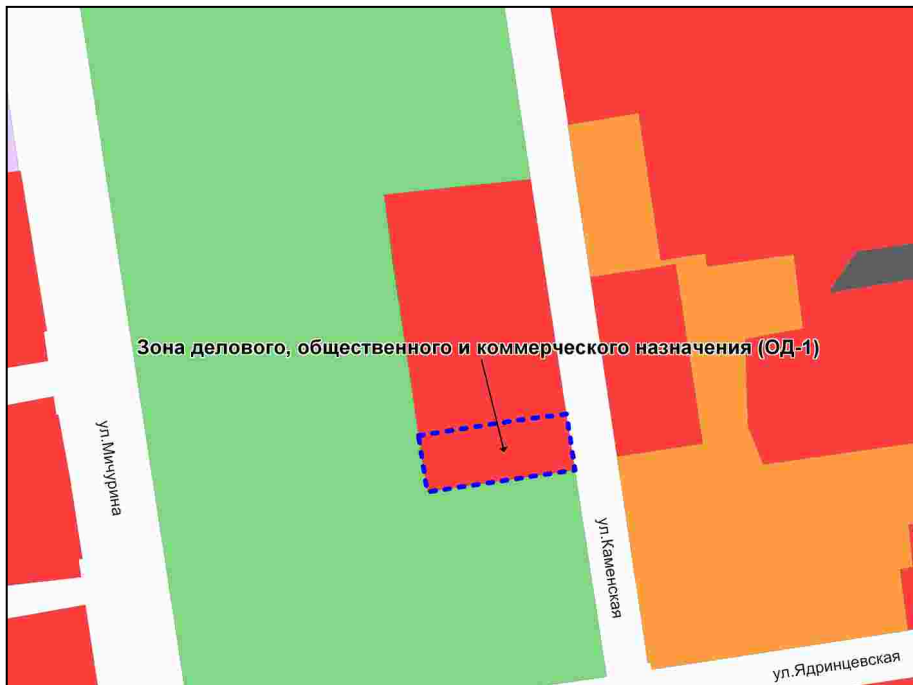 Зона делового, общественного и коммерческого назначения (ОД-1)
ул.Мичурина
ул.Каменская
ул.Ядринцевская